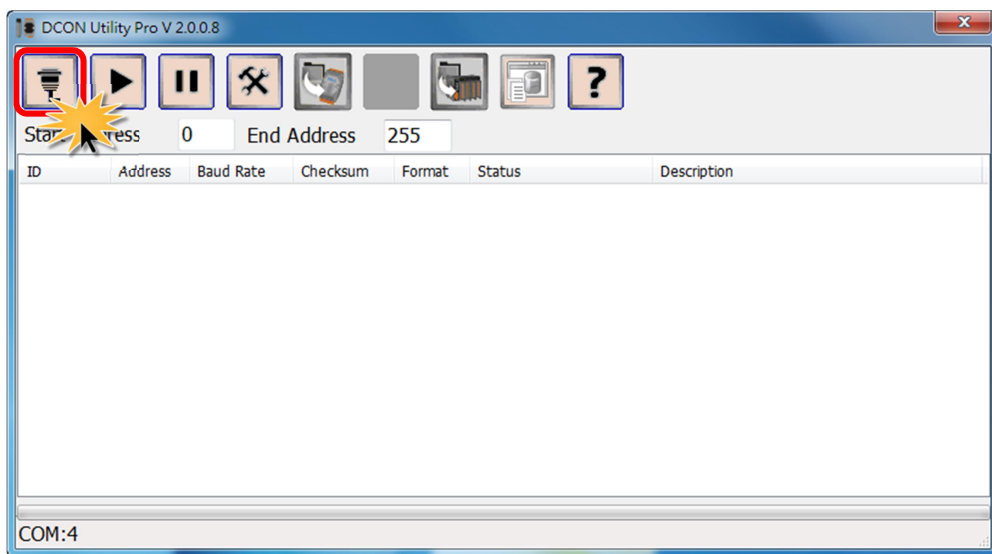 DCON Utility Pro V 2.0.0.8
x
?
0 End Address 255
ID Address Baud Rate Checksum Format Status Description
COM:4